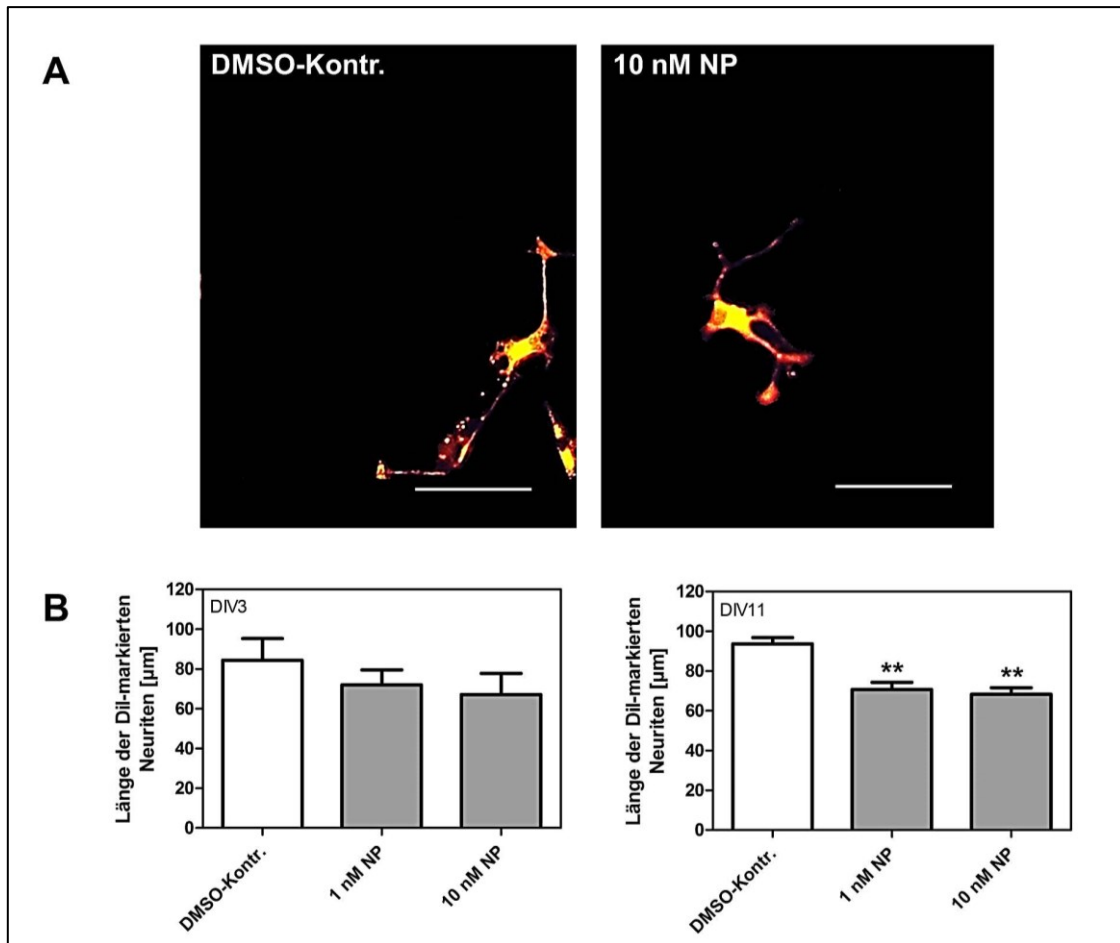 A
DMSO-Kontr.
10 nM NP
B
Länge der Dil-markierten
Neuriten [µm]
120
100
80
60
40
20
0
DIV3
DMSO-Kontr.
1 nM NP
10 nM NP
Länge der Dil-markierten
Neuriten [µm]
120
100
80
60
40
20
0
DIV11
**
**
DMSO-Kontr.
1 nM NP
10 nM NP